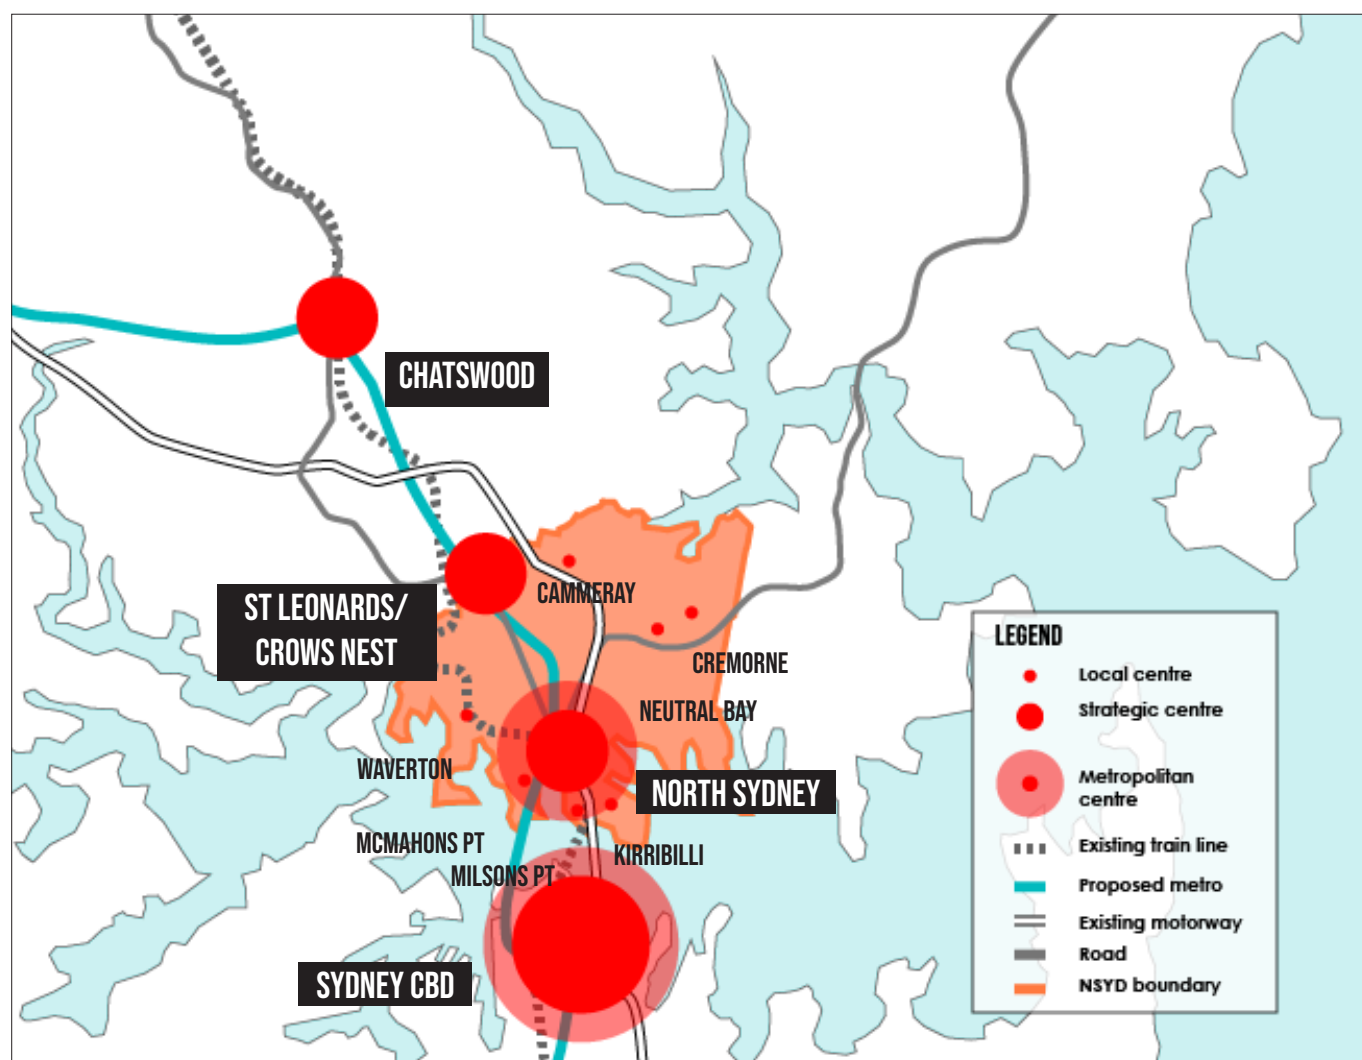 CHATSWOOD
ST LEONARDS/
CROWS NEST
CAMMERAY
CREMORNE
NEUTRAL BAY
WAVERTON
NORTH SYDNEY
MCMAHONS PT
KIRRIBILLI
MILSONS PT
SYDNEY CBD
LEGEND
Local centre
Strategic centre
Metropolitan
centre
Existing train line
Proposed metro
Existing motorway
Road
NSYD boundary